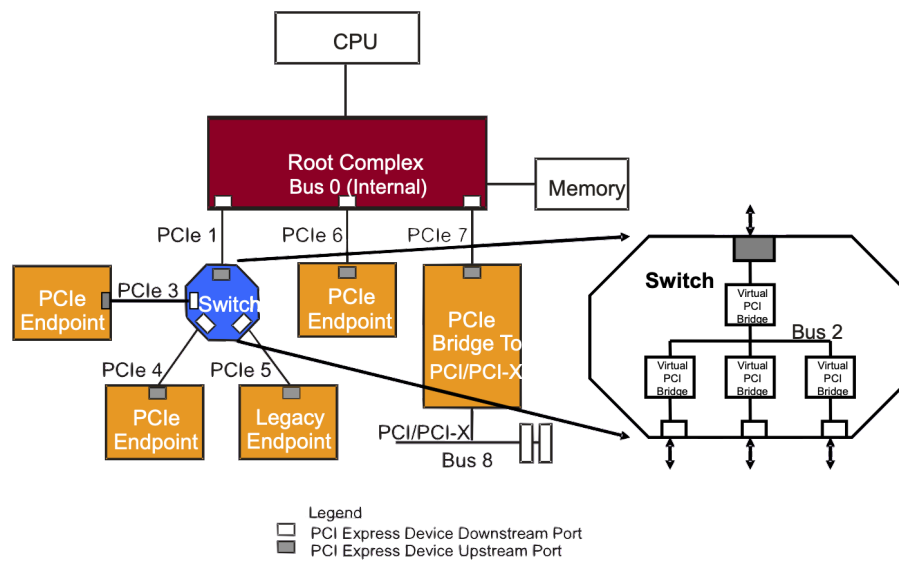 CPU
Root Complex
Bus 0 (Internal)
Memory
PCIe 1
PCIe 6
PCIe 7
PCIe
Endpoint
PCIe 3
Switch
PCIe
Endpoint
PCIe
Bridge To
PCI/PCI-X
PCIe 4
PCIe 5
PCIe
Endpoint
Legacy
Endpoint
PCI/PCI-X
Bus 8
Switch
Virtual
PCI
Bridge
Bus 2
Virtual
PCI
Bridge
Virtual
PCI
Bridge
Virtual
PCI
Bridge
Legend
PCI Express Device Downstream Port
PCI Express Device Upstream Port